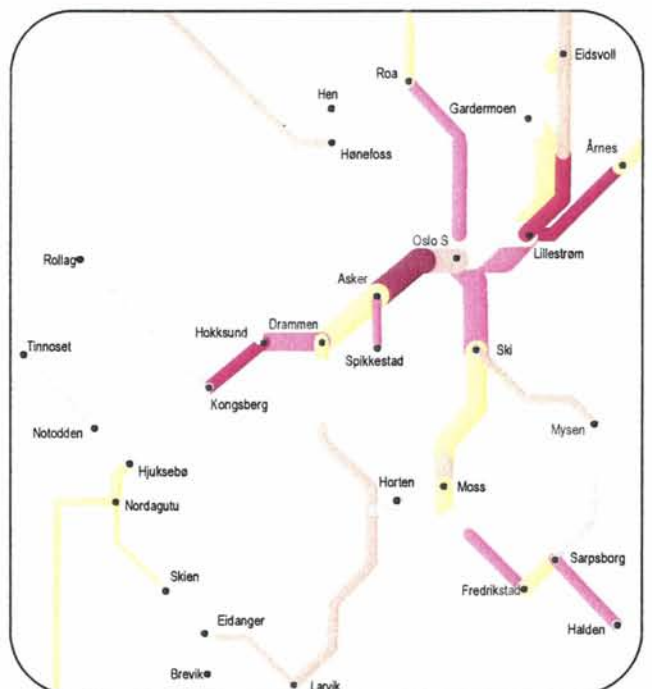 Eidsvoll
Roa
Hen
Gardermoen
Hønefoss
Årnes
Oslo S
Rollag
Lillestrøm
Asker
Hokksund
Drammen
Tinnoset
Spikkestad
Ski
Kongsberg
Notodden
Mysen
Hjuksebø
Horten
Moss
Nordagutu
Sarpsborg
Skien
Fredrikstad
Eidanger
Halden
Brevik
Larvik